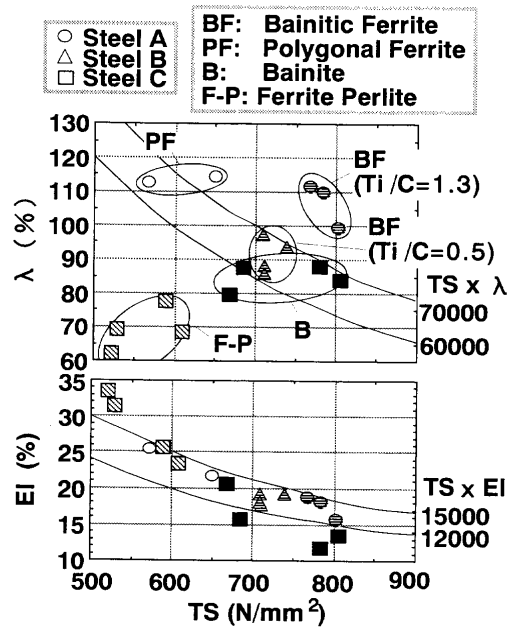 ○ Steel A
△ Steel B
□ Steel C
BF: Bainitic Ferrite
PF: Polygonal Ferrite
B: Bainite
F-P: Ferrite Perlite
130
120
110
100
90
80
70
60
λ (%)
PF
BF
(Ti /C=1.3)
BF
(Ti/C=0.5)
TS x λ
70000
60000
F-P
B
35
30
25
20
15
10
El (%)
TS x El
15000
12000
500 600 700 800 900
TS (N/mm²)